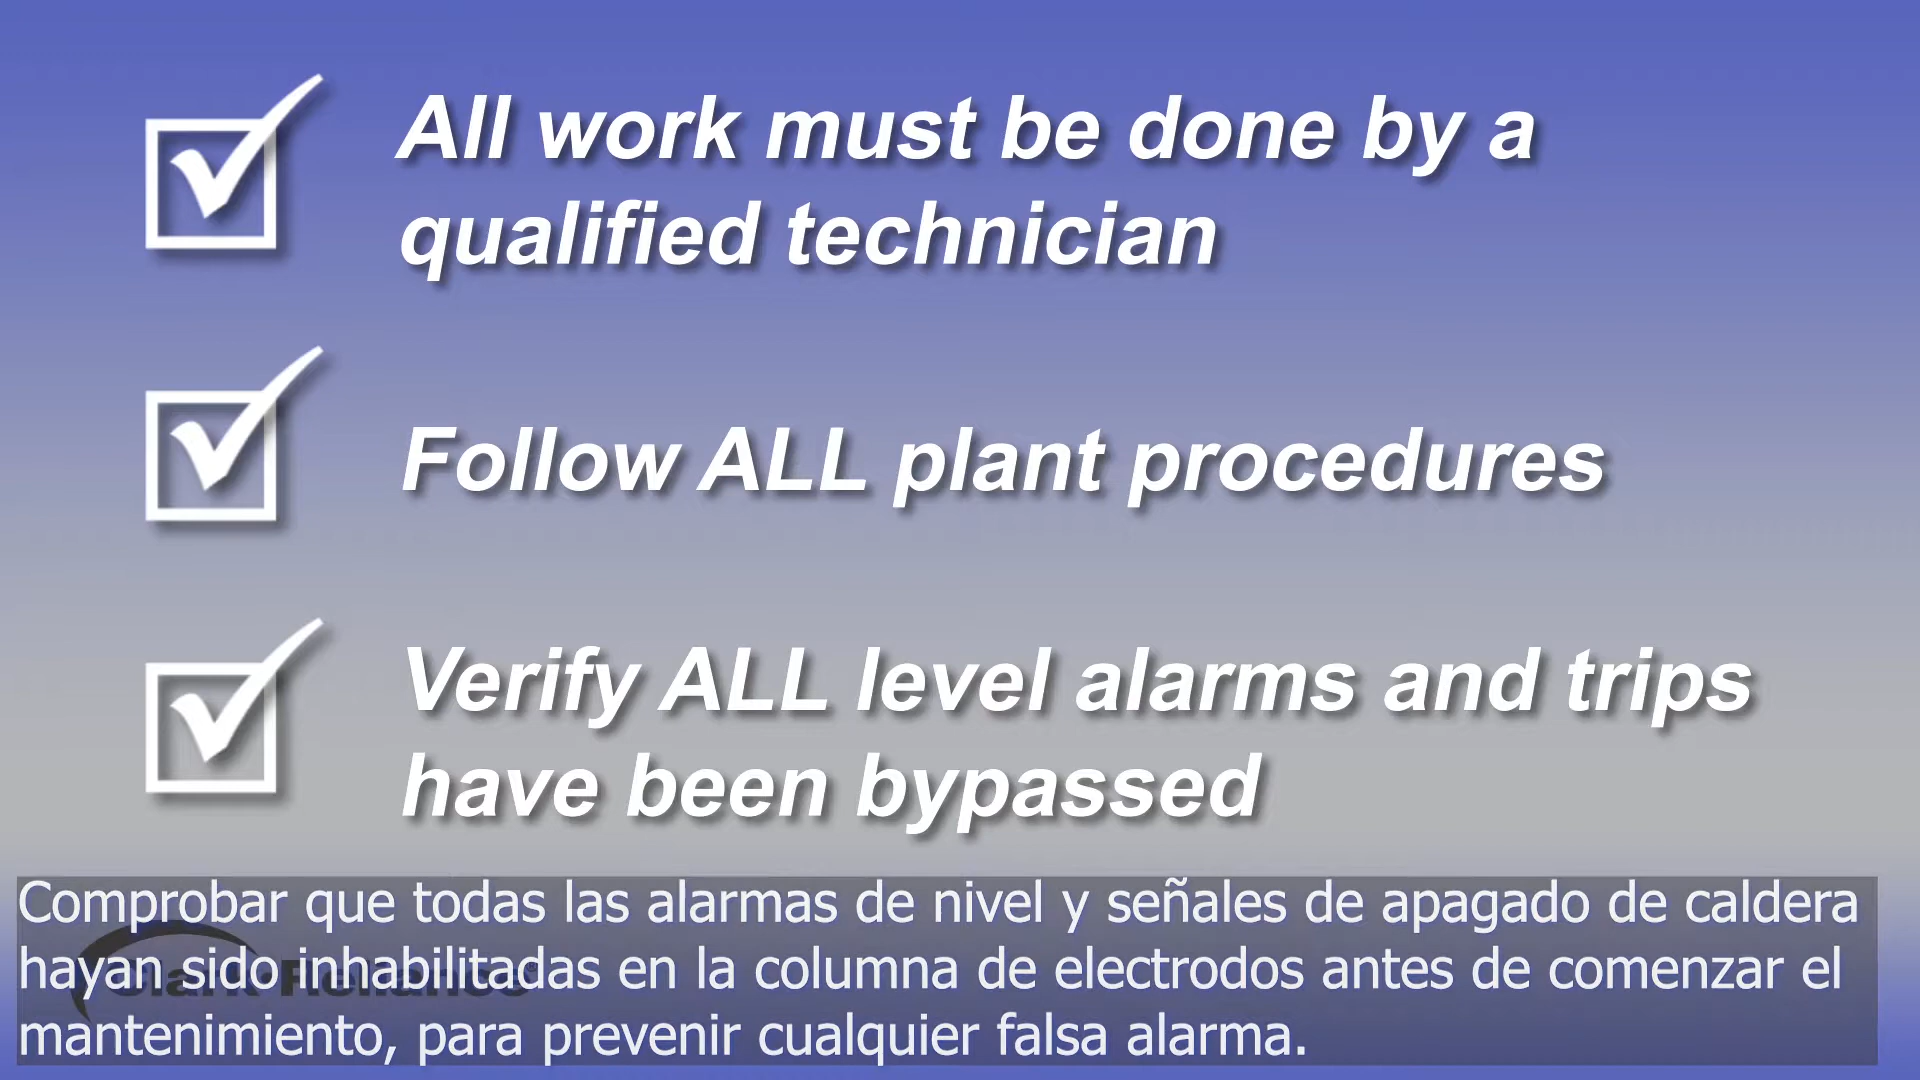 All work must be done by a
qualified technician
Follow ALL plant procedures
Verify ALL level alarms and trips
have been bypassed
Comprobar que todas las alarmas de nivel y señales de apagado de caldera
hayan sido inhabilitadas en la columna de electrodos antes de comenzar el
mantenimiento, para prevenir cualquier falsa alarma.
Clark-Reliance®